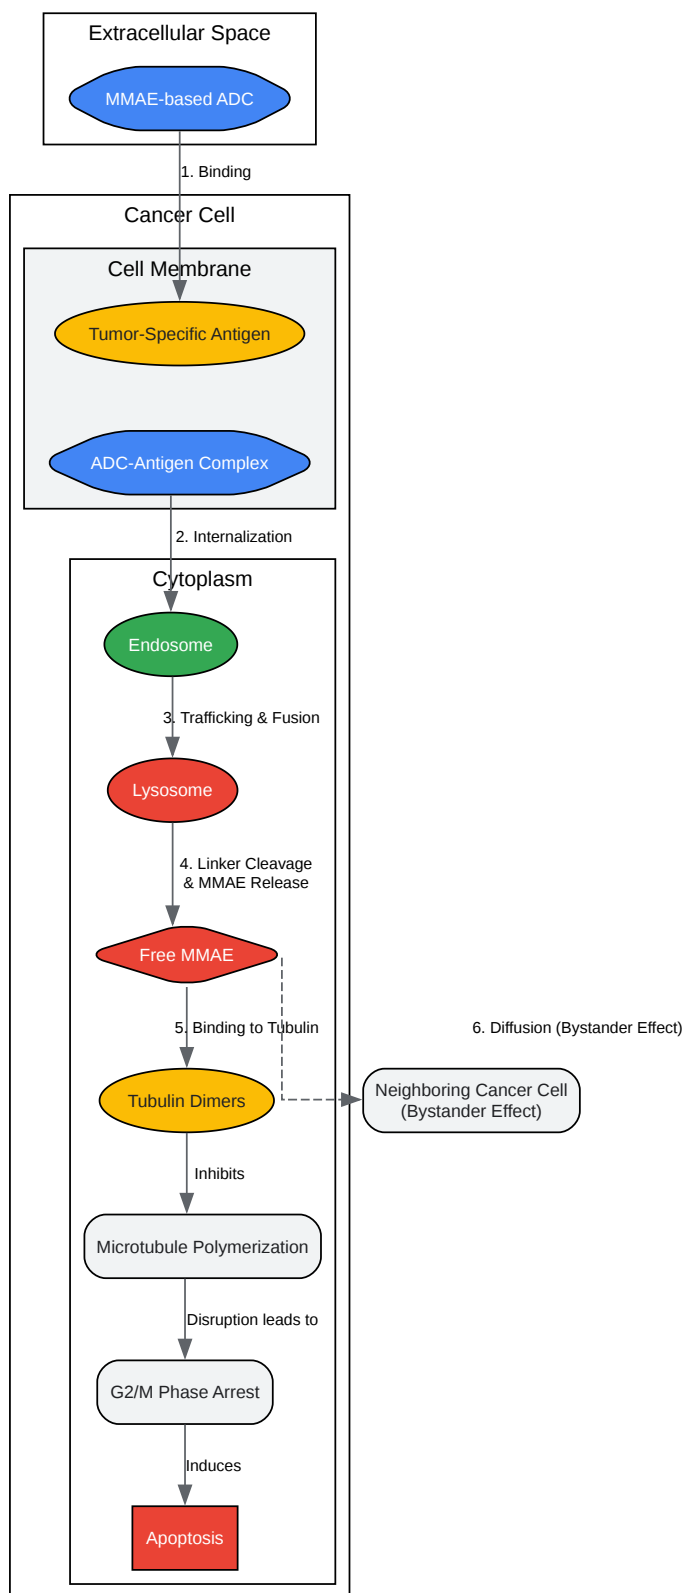 Extracellular Space
MMAE-based ADC
1. Binding
Cancer Cell
Cell Membrane
Tumor-Specific Antigen
ADC-Antigen Complex
2. Internalization
Cytoplasm
Endosome
3. Trafficking & Fusion
Lysosome
4. Linker Cleavage
& MMAE Release
Free MMAE
5. Binding to Tubulin
6. Diffusion (Bystander Effect)
Tubulin Dimers
Neighboring Cancer Cell
(Bystander Effect)
Inhibits
Microtubule Polymerization
Disruption leads to
G2/M Phase Arrest
Induces
Apoptosis